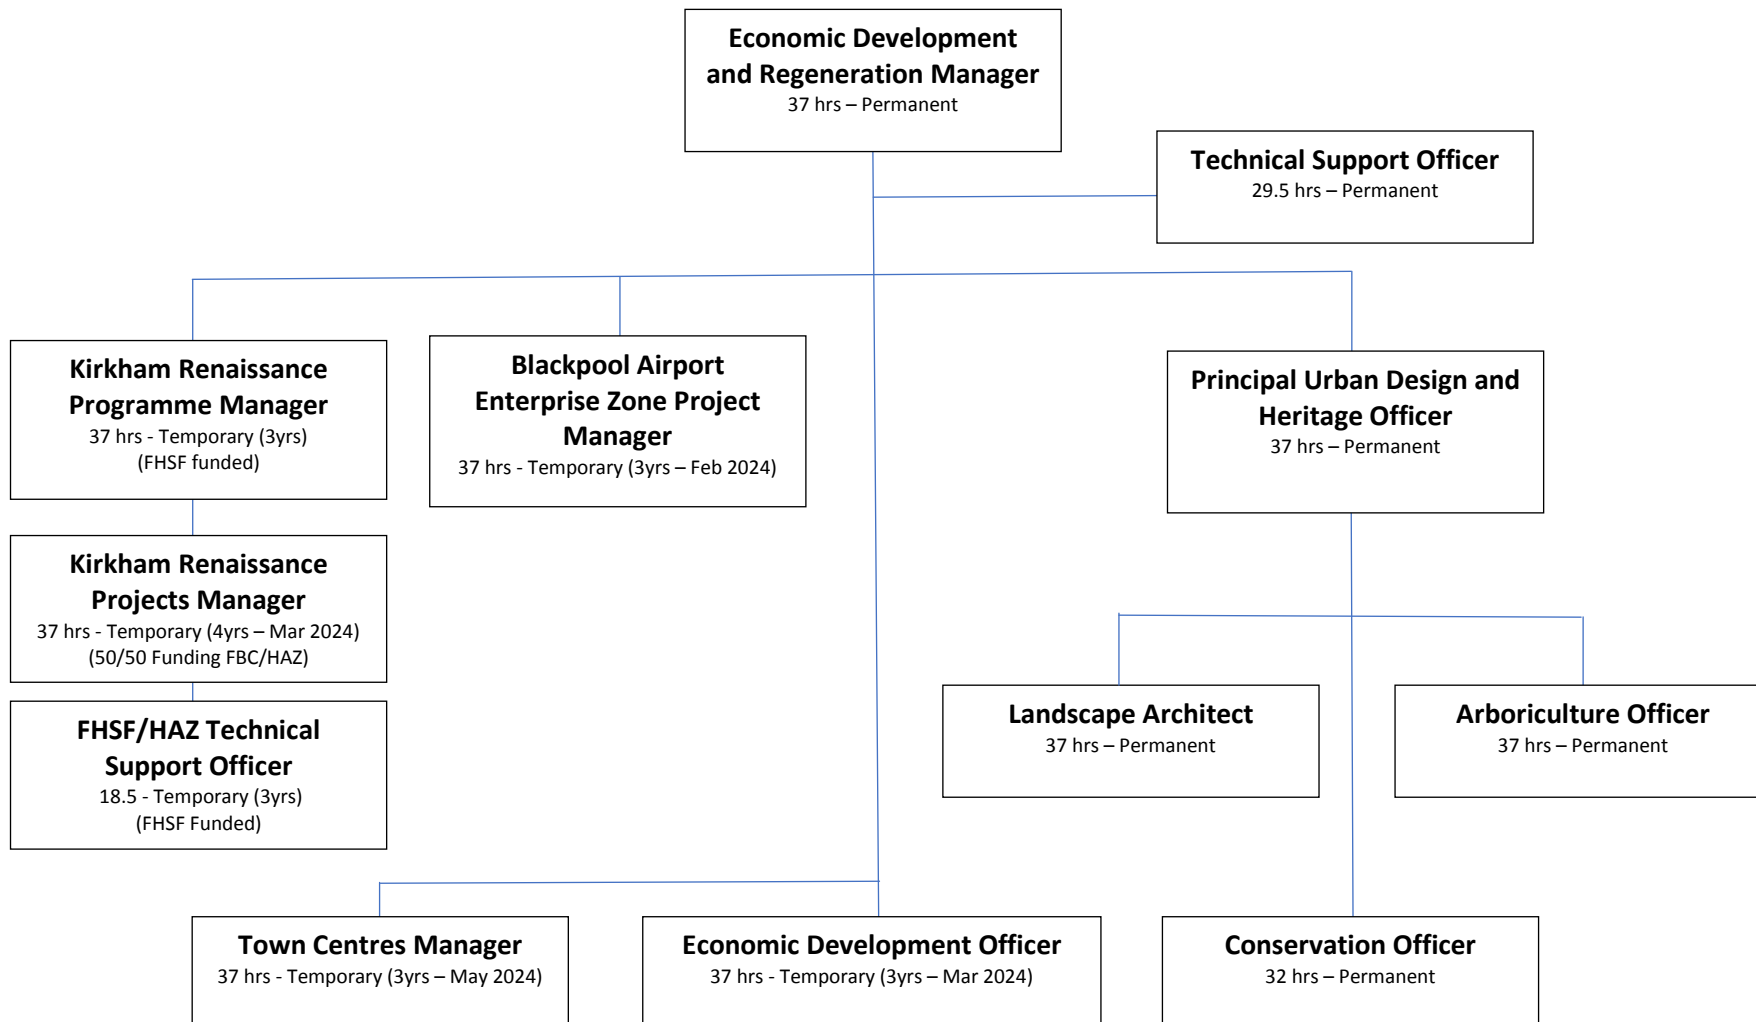 Economic Development
and Regeneration Manager
37 hrs – Permanent
Technical Support Officer
29.5 hrs – Permanent
Kirkham Renaissance
Programme Manager
37 hrs - Temporary (3yrs)
(FHSF funded)
Blackpool Airport
Enterprise Zone Project
Manager
37 hrs - Temporary (3yrs – Feb 2024)
Principal Urban Design and
Heritage Officer
37 hrs – Permanent
Kirkham Renaissance
Projects Manager
37 hrs - Temporary (4yrs – Mar 2024)
(50/50 Funding FBC/HAZ)
FHSF/HAZ Technical
Support Officer
18.5 - Temporary (3yrs)
(FHSF Funded)
Landscape Architect
37 hrs – Permanent
Arboriculture Officer
37 hrs – Permanent
Town Centres Manager
37 hrs - Temporary (3yrs – May 2024)
Economic Development Officer
37 hrs - Temporary (3yrs – Mar 2024)
Conservation Officer
32 hrs – Permanent